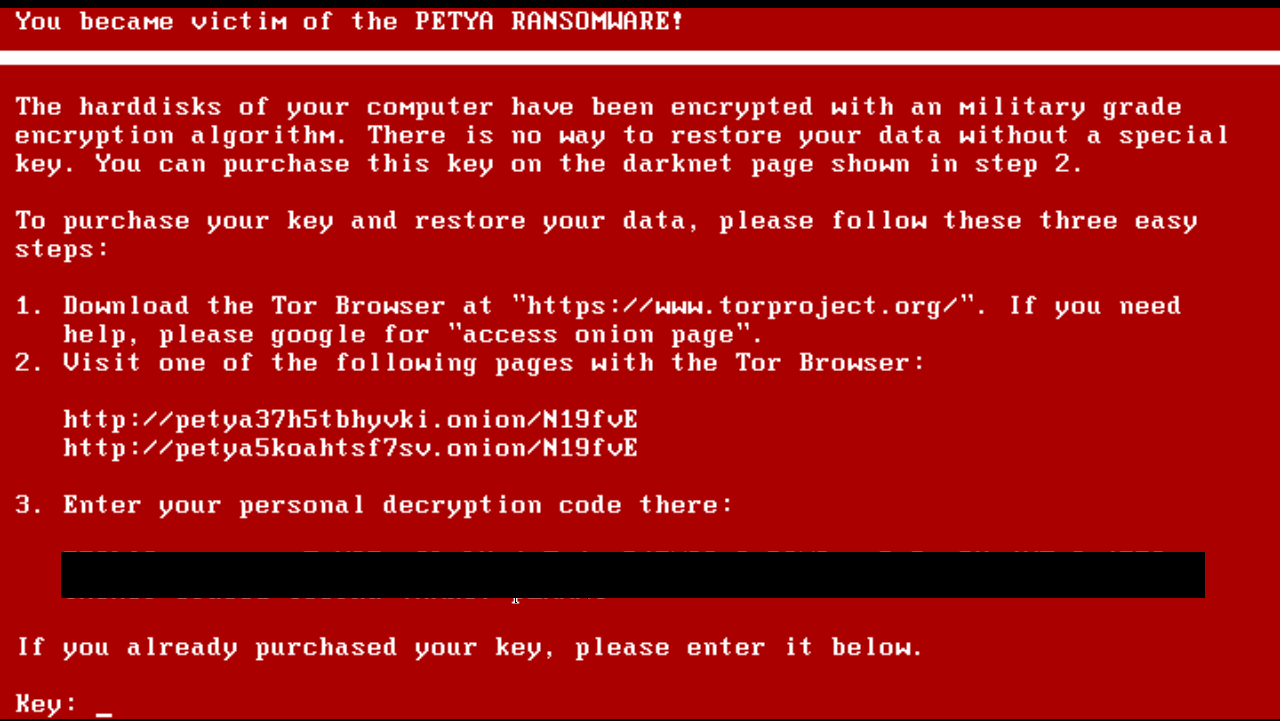 You became victim of the PETYA RANSOMWARE!
The harddisks of your computer have been encrypted with an military grade
encryption algorithm. There is no way to restore your data without a special
key. You can purchase this key on the darknet page shown in step 2.
To purchase your key and restore your data, please follow these three easy
steps:
1. Download the Tor Browser at "https://www.torproject.org/". If you need
help, please google for "access onion page".
2. Visit one of the following pages with the Tor Browser:
http://petya37h5tbhyvki.onion/N19fvE
http://petya5koahtsf7sv.onion/N19fvE
3. Enter your personal decryption code there:
If you already purchased your key, please enter it below.
Key: _